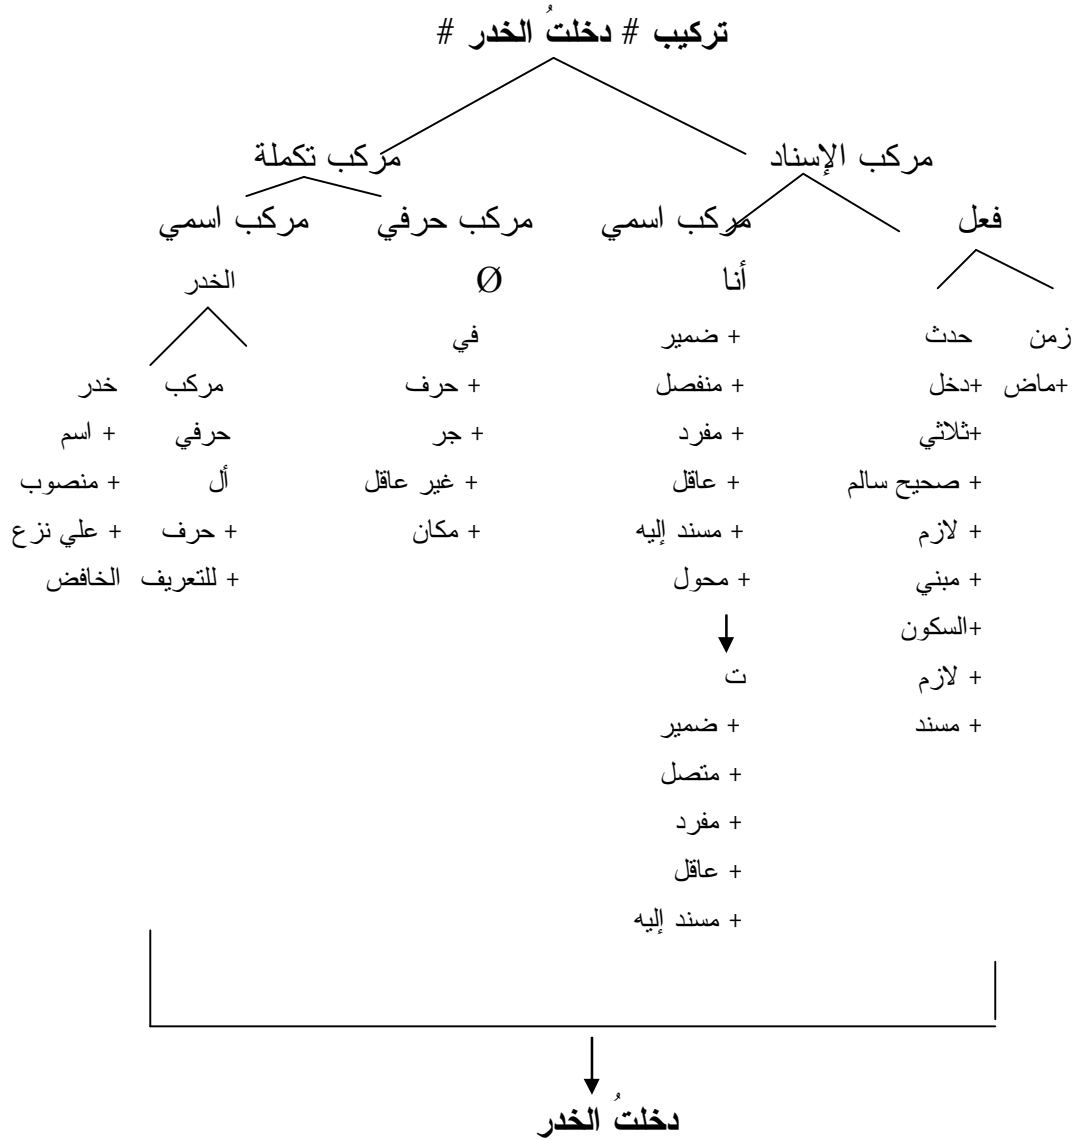 تركيب # دخلتُ الخدر #
مركب الإسناد مركب تكملة
فعل مركب اسمي مركب حرفي مركب اسمي
أنا Ø الخدر
زمن حدث + ضمير في
+ماض +دخل + منفصل + حرف مركب خدر
+ثلاثي + مفرد + جر حرفي + اسم
+ صحيح سالم + عاقل + غير عاقل أل + منصوب
+ لازم + مسند إليه + مكان + حرف + علي نزع
+ مبني + محول + للتعريف الخافض
+السكون
+ لازم ت
+ مسند + ضمير
+ متصل
+ مفرد
+ عاقل
+ مسند إليه
دخلتُ الخدر